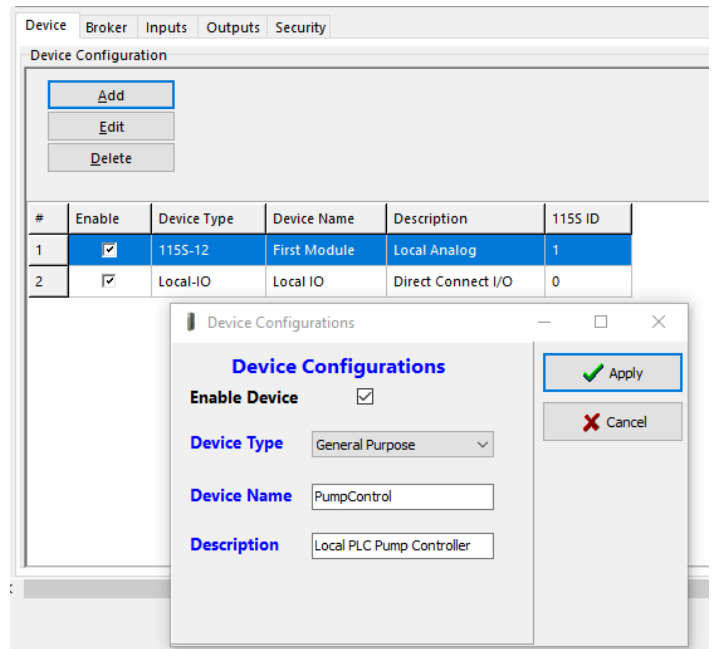 Device Broker Inputs Outputs Security
Device Configuration
Add
Edit
Delete
# Enable Device Type Device Name Description 115S ID
1 115S-12 First Module Local Analog 1
2 Local-IO Local IO Direct Connect I/O 0
Device Configurations
Device Configurations
Enable Device
Device Type General Purpose
Device Name PumpControl
Description Local PLC Pump Controller
Apply
Cancel